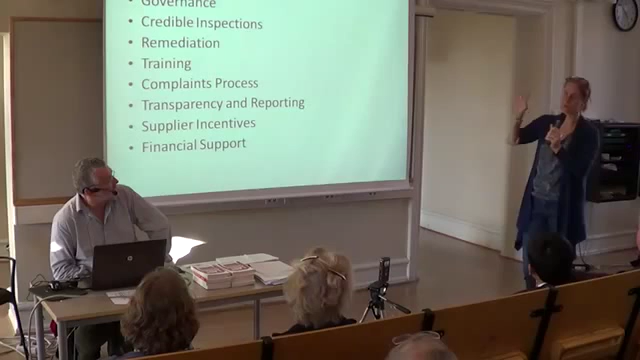 Governance
• Credible Inspections
• Remediation
• Training
• Complaints Process
• Transparency and Reporting
• Supplier Incentives
• Financial Support